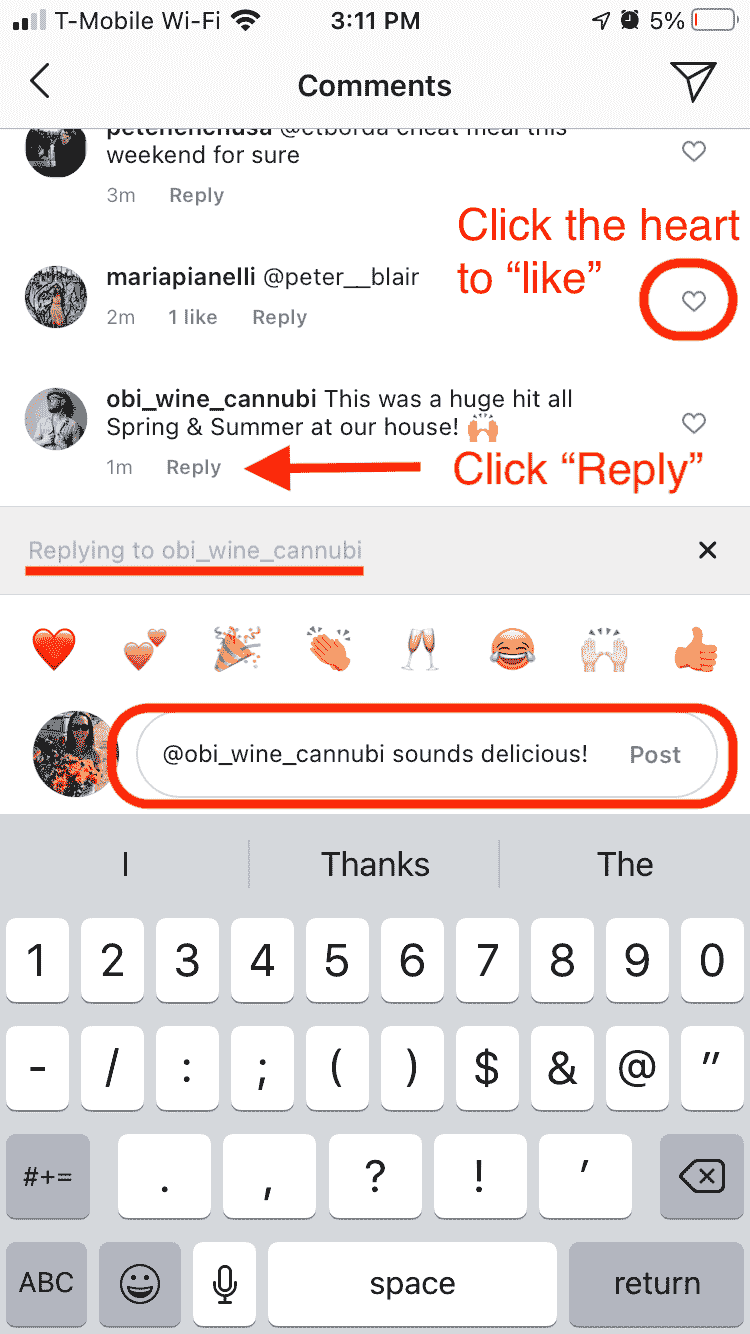 T-Mobile Wi-Fi 3:11 PM 5%
Comments
petehenchusa @ctborda cheat meal this
weekend for sure
3m Reply
Click the heart
to “like”
mariapianelli @peter__blair
2m 1 like Reply
obi_wine_cannubi This was a huge hit all
Spring & Summer at our house! 🙌
1m Reply
Click “Reply”
Replying to obi_wine_cannubi
@obi_wine_cannubi sounds delicious! Post
I Thanks The
1 2 3 4 5 6 7 8 9 0
- / : ; ( ) $ & @ "
#+= . , ? ! '
ABC space return